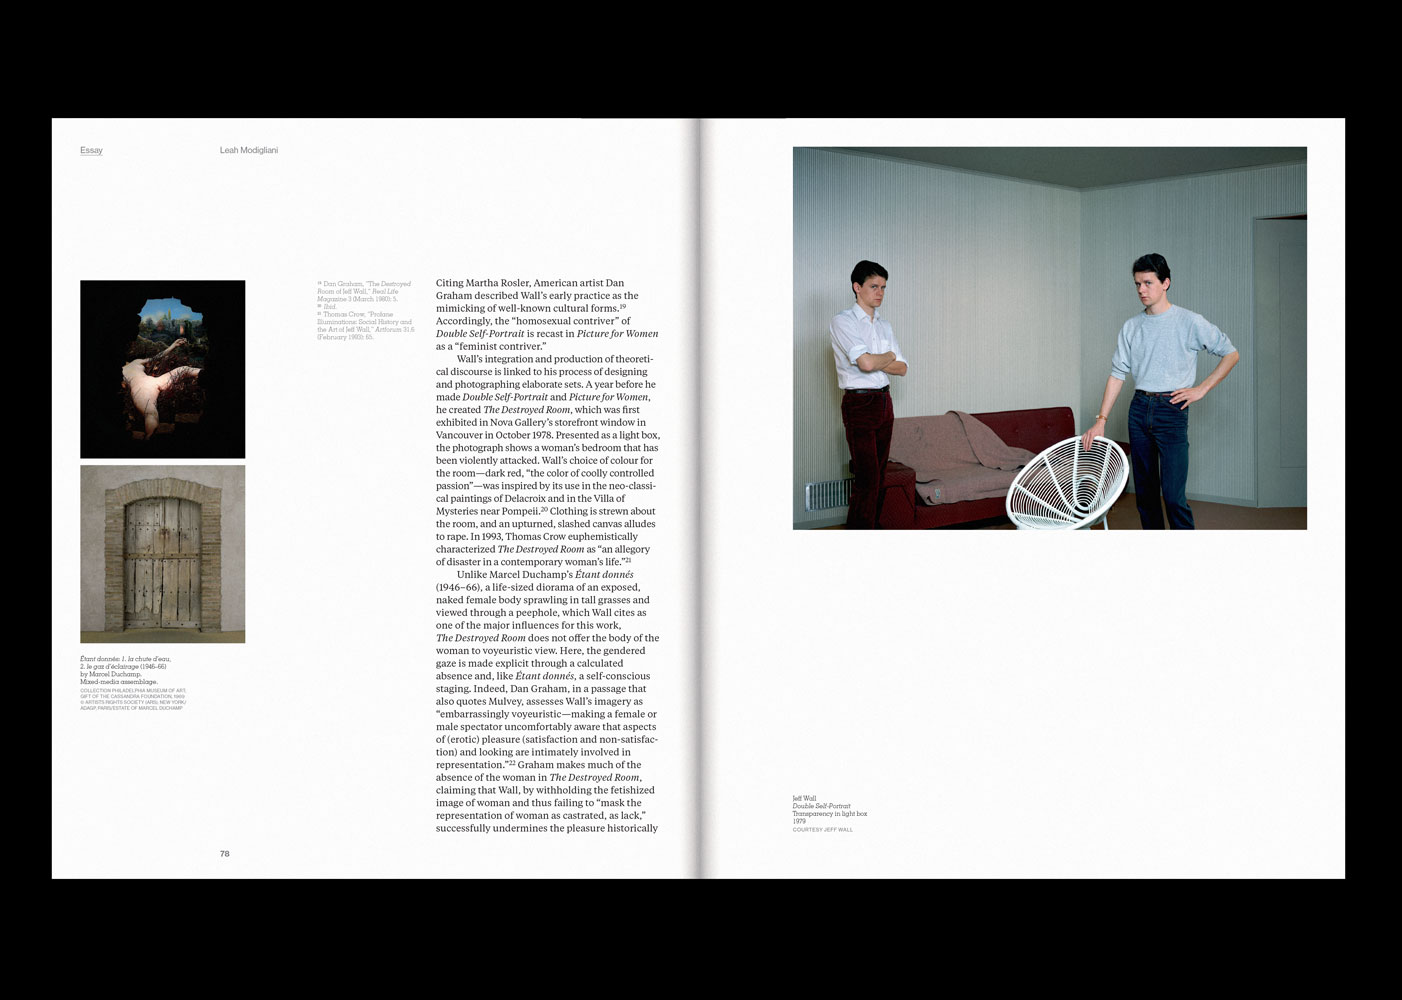 Essay
Leah Modigliani
¹⁹ Dan Graham, "The Destroyed
Room of Jeff Wall," Real Life
Magazine 3 (March 1980): 5.
²⁰ Ibid.
²¹ Thomas Crow, "Profane
Illuminations: Social History and
the Art of Jeff Wall," Artforum 31.6
(February 1993): 65.
Citing Martha Rosler, American artist Dan
Graham described Wall's early practice as the
mimicking of well-known cultural forms.¹⁹
Accordingly, the “homosexual contriver” of
Double Self-Portrait is recast in Picture for Women
as a “feminist contriver.”
Wall's integration and production of theoreti-
cal discourse is linked to his process of designing
and photographing elaborate sets. A year before he
made Double Self-Portrait and Picture for Women,
he created The Destroyed Room, which was first
exhibited in Nova Gallery's storefront window in
Vancouver in October 1978. Presented as a light box,
the photograph shows a woman's bedroom that has
been violently attacked. Wall's choice of colour for
the room—dark red, “the color of coolly controlled
passion”—was inspired by its use in the neo-classi-
cal paintings of Delacroix and in the Villa of
Mysteries near Pompeii.²⁰ Clothing is strewn about
the room, and an upturned, slashed canvas alludes
to rape. In 1993, Thomas Crow euphemistically
characterized The Destroyed Room as “an allegory
of disaster in a contemporary woman's life.”²¹
Unlike Marcel Duchamp's Étant donnés
(1946–66), a life-sized diorama of an exposed,
naked female body sprawling in tall grasses and
viewed through a peephole, which Wall cites as
one of the major influences for this work,
The Destroyed Room does not offer the body of the
woman to voyeuristic view. Here, the gendered
gaze is made explicit through a calculated
absence and, like Étant donnés, a self-conscious
staging. Indeed, Dan Graham, in a passage that
also quotes Mulvey, assesses Wall's imagery as
“embarrassingly voyeuristic—making a female or
male spectator uncomfortably aware that aspects
of (erotic) pleasure (satisfaction and non-satisfac-
tion) and looking are intimately involved in
representation.”²² Graham makes much of the
absence of the woman in The Destroyed Room,
claiming that Wall, by withholding the fetishized
image of woman and thus failing to “mask the
representation of woman as castrated, as lack,”
successfully undermines the pleasure historically
Étant donnés: 1. la chute d'eau,
2. le gaz d'éclairage (1946–66)
by Marcel Duchamp.
Mixed-media assemblage.
COLLECTION PHILADELPHIA MUSEUM OF ART,
GIFT OF THE CASSANDRA FOUNDATION, 1969
© ARTISTS RIGHTS SOCIETY (ARS), NEW YORK/
ADAGP, PARIS/ESTATE OF MARCEL DUCHAMP
78
Jeff Wall
Double Self-Portrait
Transparency in light box
1979
COURTESY JEFF WALL